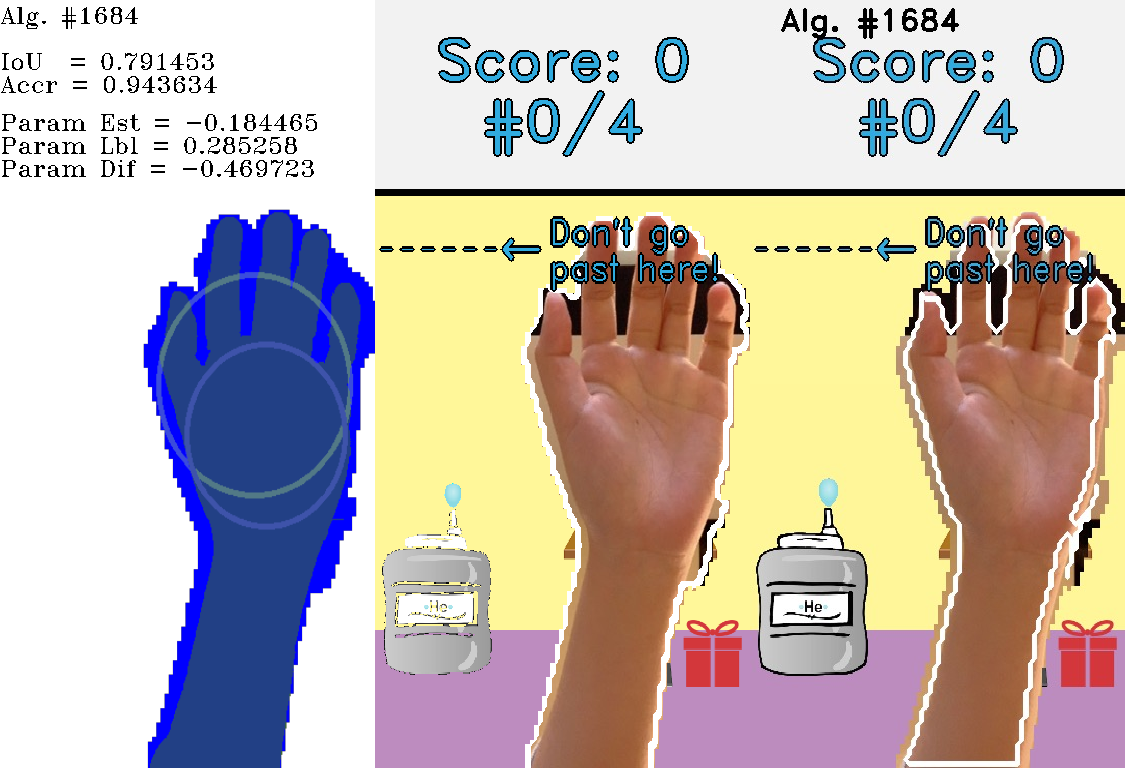 Alg. #1684
IoU = 0.791453
Accr = 0.943634
Param Est = −0.184465
Param Lbl = 0.285258
Param Dif = −0.469723
Score: 0
#0/4
------← Don't go
past here!
He
Alg. #1684
Score: 0
#0/4
------← Don't go
past here!
He